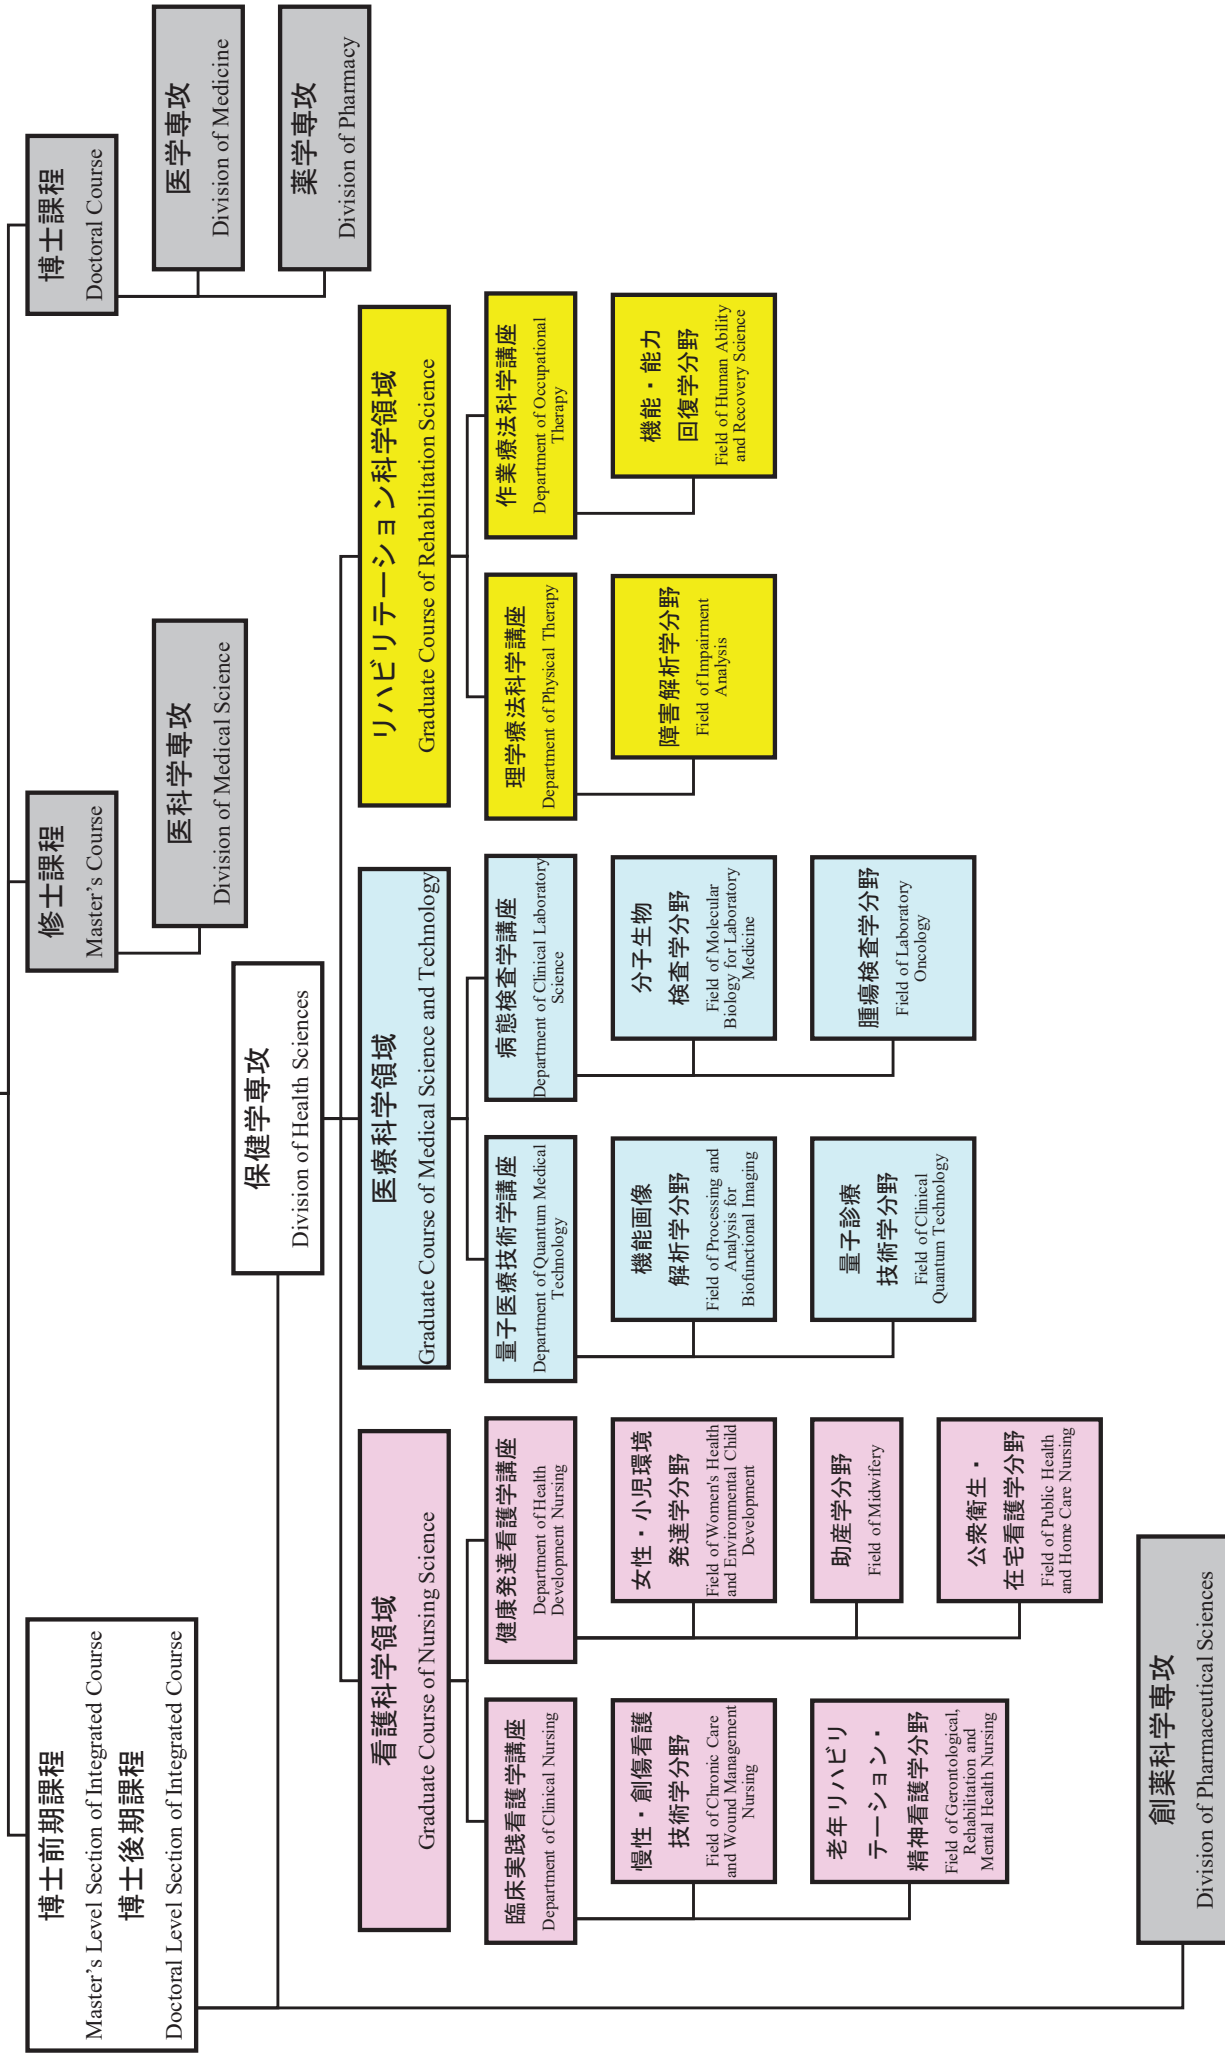 博士前期課程
Master's Level Section of Integrated Course
博士後期課程
Doctoral Level Section of Integrated Course
修士課程
Master's Course
博士課程
Doctoral Course
医科学専攻
Division of Medical Science
医学専攻
Division of Medicine
薬学専攻
Division of Pharmacy
保健学専攻
Division of Health Sciences
看護科学領域
Graduate Course of Nursing Science
医療科学領域
Graduate Course of Medical Science and Technology
リハビリテーション科学領域
Graduate Course of Rehabilitation Science
臨床実践看護学講座
Department of Clinical Nursing
健康発達看護学講座
Department of Health
Development Nursing
量子医療技術学講座
Department of Quantum Medical
Technology
病態検査学講座
Department of Clinical Laboratory
Science
理学療法科学講座
Department of Physical Therapy
作業療法科学講座
Department of Occupational
Therapy
慢性・創傷看護
技術学分野
Field of Chronic Care
and Wound Management
Nursing
女性・小児環境
発達学分野
Field of Women's Health
and Environmental Child
Development
機能画像
解析学分野
Field of Processing and
Analysis for
Biofunctional Imaging
分子生物
検査学分野
Field of Molecular
Biology for Laboratory
Medicine
障害解析学分野
Field of Impairment
Analysis
機能・能力
回復学分野
Field of Human Ability
and Recovery Science
老年リハビリ
テーション・
精神看護学分野
Field of Gerontological,
Rehabilitation and
Mental Health Nursing
助産学分野
Field of Midwifery
量子診療
技術学分野
Field of Clinical
Quantum Technology
腫瘍検査学分野
Field of Laboratory
Oncology
公衆衛生・
在宅看護学分野
Field of Public Health
and Home Care Nursing
創薬科学専攻
Division of Pharmaceutical Sciences